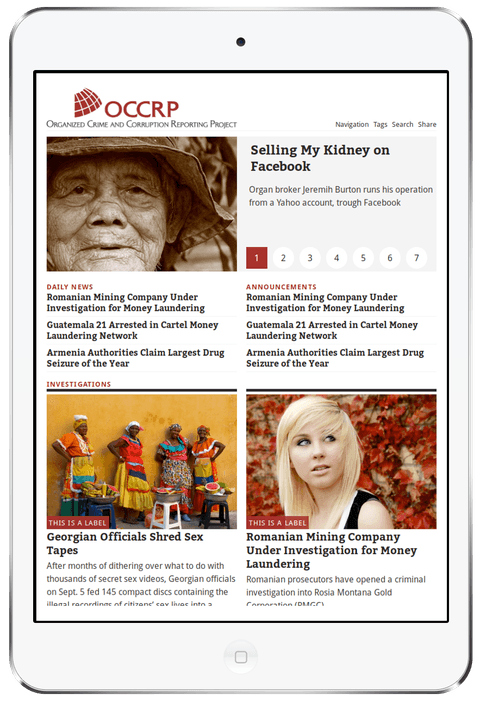 OCCRP
ORGANIZED CRIME AND CORRUPTION REPORTING PROJECT
Navigation Tags Search Share
Selling My Kidney on
Facebook
Organ broker Jeremih Burton runs his operation
from a Yahoo account, trough Facebook
1 2 3 4 5 6 7
DAILY NEWS
Romanian Mining Company Under
Investigation for Money Laundering
Guatemala 21 Arrested in Cartel Money
Laundering Network
Armenia Authorities Claim Largest Drug
Seizure of the Year
ANNOUNCEMENTS
Romanian Mining Company Under
Investigation for Money Laundering
Guatemala 21 Arrested in Cartel Money
Laundering Network
Armenia Authorities Claim Largest Drug
Seizure of the Year
INVESTIGATIONS
THIS IS A LABEL
Georgian Officials Shred Sex
Tapes
After months of dithering over what to do with
thousands of secret sex videos, Georgian officials
on Sept. 5 fed 145 compact discs containing the
illegal recordings of citizens' sex lives into a
THIS IS A LABEL
Romanian Mining Company
Under Investigation for Money
Laundering
Romanian prosecutors have opened a criminal
investigation into Rosia Montana Gold
Corporation (RMGC)